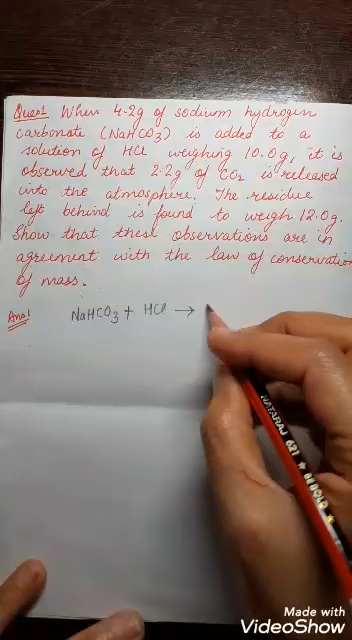 Ques! When 4.2g of sodium hydrogen
carbonate (NaHCO3) is added to a
solution of HCl weighing 10.0g, it is
observed that 2.2g of CO2 is released
into the atmosphere. The residue
left behind is found to weigh 12.0g.
Show that these observations are in
agreement with the law of conservation
of mass.
Ans! NaHCO3 + HCl →
NATARAJ 621 BOLD
Made with
VideoShow